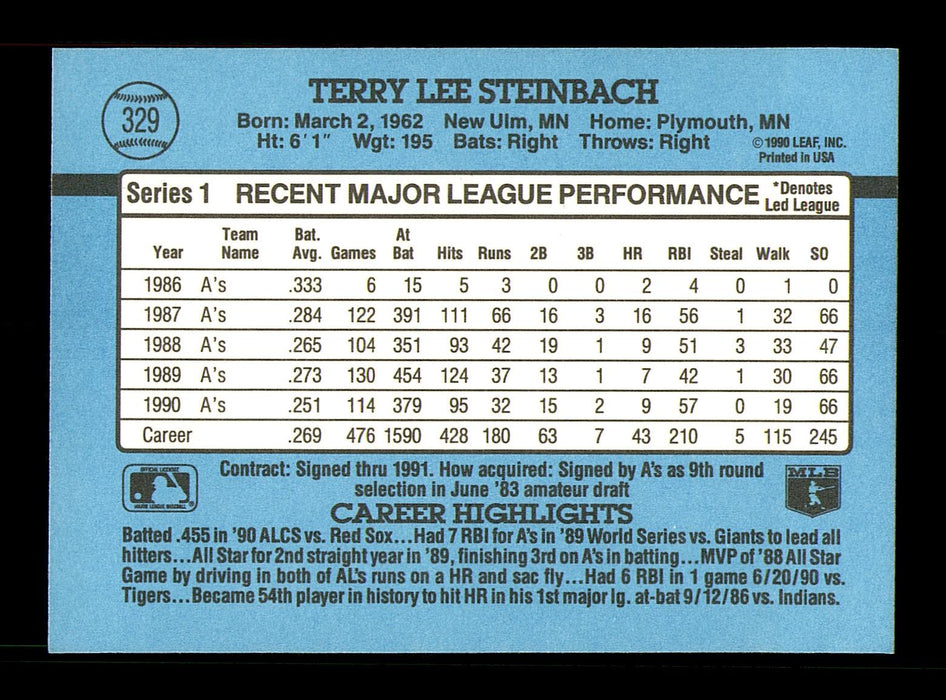 TERRY LEE STEINBACH
329
Born: March 2, 1962 New Ulm, MN Home: Plymouth, MN
Ht: 6'1" Wgt: 195 Bats: Right Throws: Right
© 1990 LEAF, INC.
Printed in USA
Series 1 RECENT MAJOR LEAGUE PERFORMANCE *Denotes Led League
Year Team Name Bat. Avg. Games At Bat Hits Runs 2B 3B HR RBI Steal Walk SO
1986 A's .333 6 15 5 3 0 0 2 4 0 1 0
1987 A's .284 122 391 111 66 16 3 16 56 1 32 66
1988 A's .265 104 351 93 42 19 1 9 51 3 33 47
1989 A's .273 130 454 124 37 13 1 7 42 1 30 66
1990 A's .251 114 379 95 32 15 2 9 57 0 19 66
Career .269 476 1590 428 180 63 7 43 210 5 115 245
OFFICIAL LICENSEE
MAJOR LEAGUE BASEBALL
Contract: Signed thru 1991. How acquired: Signed by A's as 9th round
selection in June '83 amateur draft
MLB
CAREER HIGHLIGHTS
Batted .455 in '90 ALCS vs. Red Sox...Had 7 RBI for A's in '89 World Series vs. Giants to lead all
hitters...All Star for 2nd straight year in '89, finishing 3rd on A's in batting...MVP of '88 All Star
Game by driving in both of AL's runs on a HR and sac fly...Had 6 RBI in 1 game 6/20/90 vs.
Tigers...Became 54th player in history to hit HR in his 1st major lg. at-bat 9/12/86 vs. Indians.